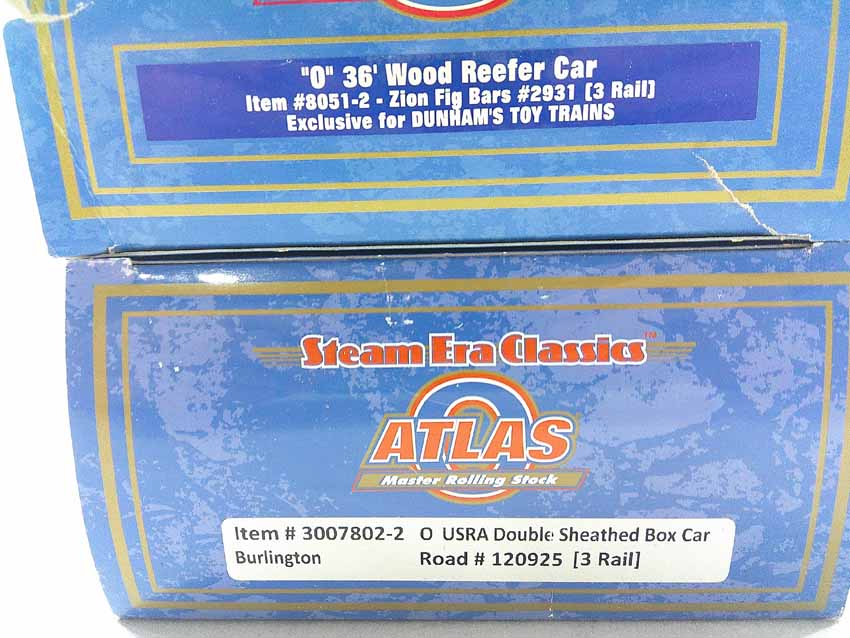 "O" 36' Wood Reefer Car
Item #8051-2 - Zion Fig Bars #2931 [3 Rail]
Exclusive for DUNHAM'S TOY TRAINS
Steam Era Classics™
ATLAS
Master Rolling Stock
Item # 3007802-2 O USRA Double Sheathed Box Car
Burlington Road # 120925 [3 Rail]